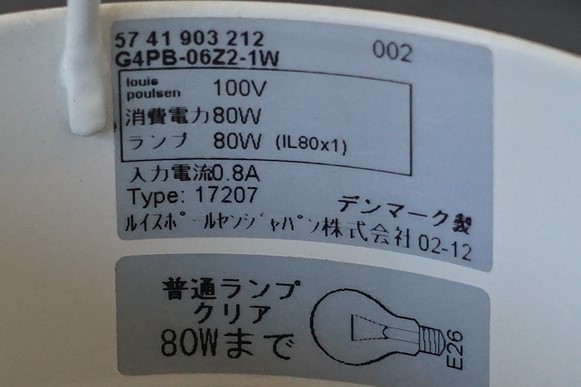 57 41 903 212
002
G4PB-06Z2-1W
louis poulsen 100V
消費電力 80W
ランプ 80W (IL80x1)
入力電流0.8A
Type: 17207
デンマーク製
ルイスポールセンジャパン株式会社 02-12
普通ランプ
クリア
80Wまで
E26